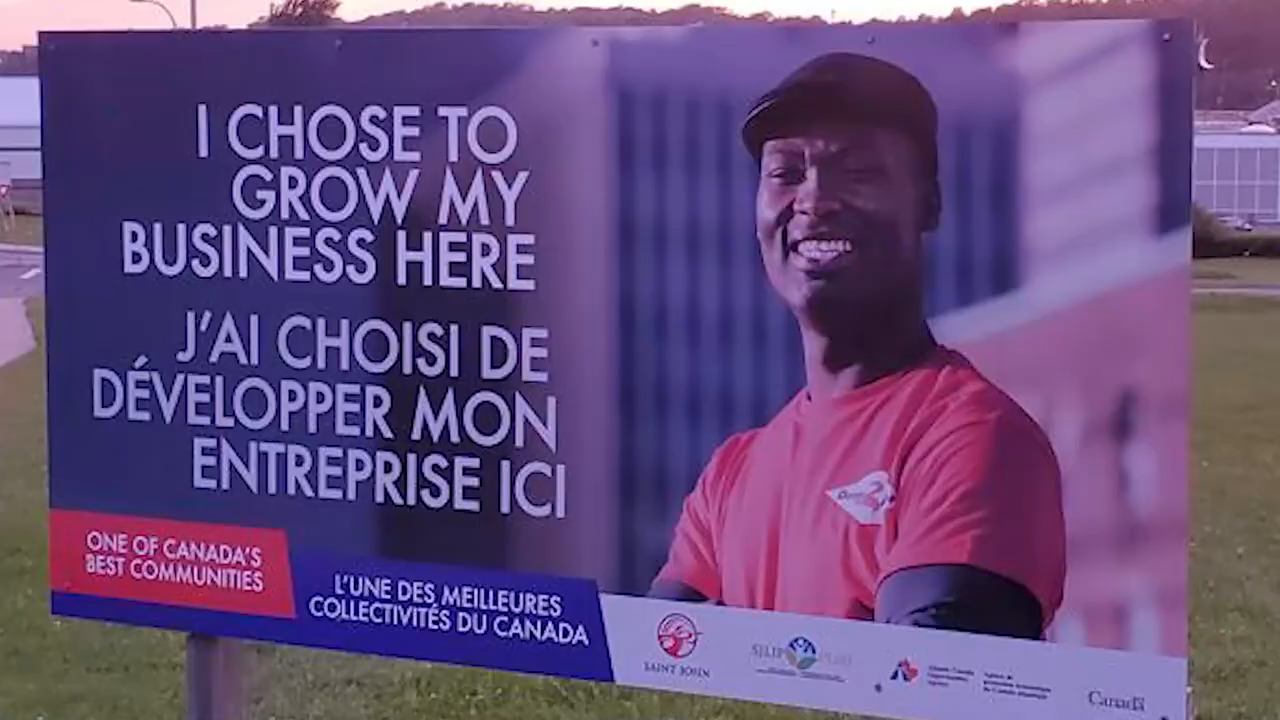 I CHOSE TO
GROW MY
BUSINESS HERE
J'AI CHOISI DE
DÉVELOPPER MON
ENTREPRISE ICI
ONE OF CANADA'S
BEST COMMUNITIES
L'UNE DES MEILLEURES
COLLECTIVITÉS DU CANADA
SAINT JOHN
SJLIP
Canada